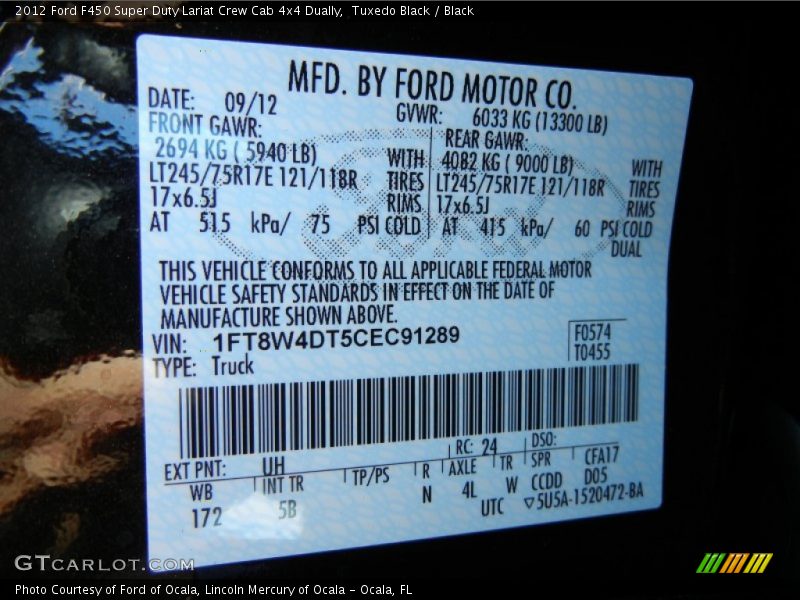 2012 Ford F450 Super Duty Lariat Crew Cab 4x4 Dually,  Tuxedo Black / Black
MFD. BY FORD MOTOR CO.
DATE: 09/12 GVWR: 6033 KG (13300 LB)
FRONT GAWR: REAR GAWR:
2694 KG ( 5940 LB) WITH 4082 KG ( 9000 LB) WITH
LT245/75R17E 121/118R TIRES LT245/75R17E 121/118R TIRES
17x6.5J RIMS 17x6.5J RIMS
AT 515 kPa/ 75 PSI COLD AT 415 kPa/ 60 PSI COLD
DUAL
THIS VEHICLE CONFORMS TO ALL APPLICABLE FEDERAL MOTOR
VEHICLE SAFETY STANDARDS IN EFFECT ON THE DATE OF
MANUFACTURE SHOWN ABOVE.
VIN: 1FT8W4DT5CEC91289 F0574
TYPE: Truck T0455
EXT PNT: UH RC: 24 DSO:
WB INT TR TP/PS R AXLE TR SPR CFA17
172 5B N 4L W CCDD D05
UTC ▽5U5A-1520472-BA
GTCARLOT.COM
Photo Courtesy of Ford of Ocala, Lincoln Mercury of Ocala – Ocala, FL